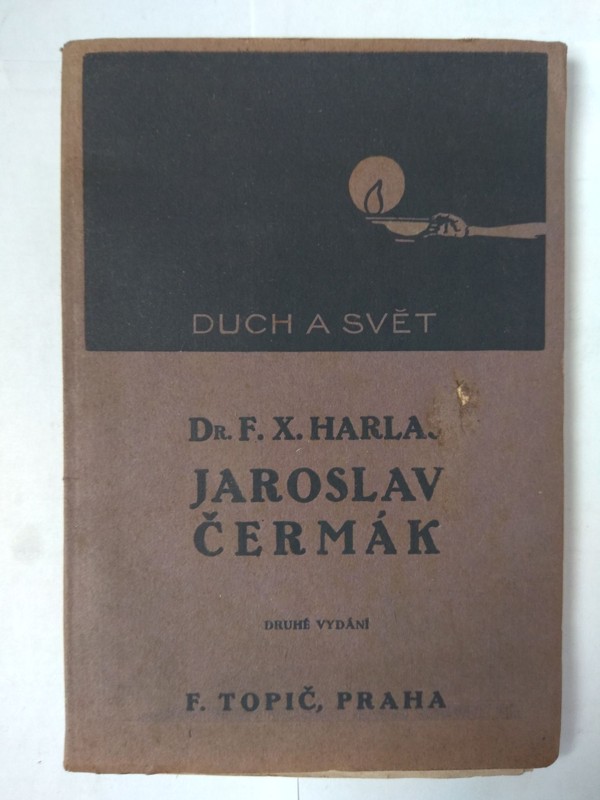 DUCH A SVĚT
DR. F. X. HARLAS
JAROSLAV
ČERMÁK
DRUHÉ VYDÁNÍ
F. TOPIČ, PRAHA